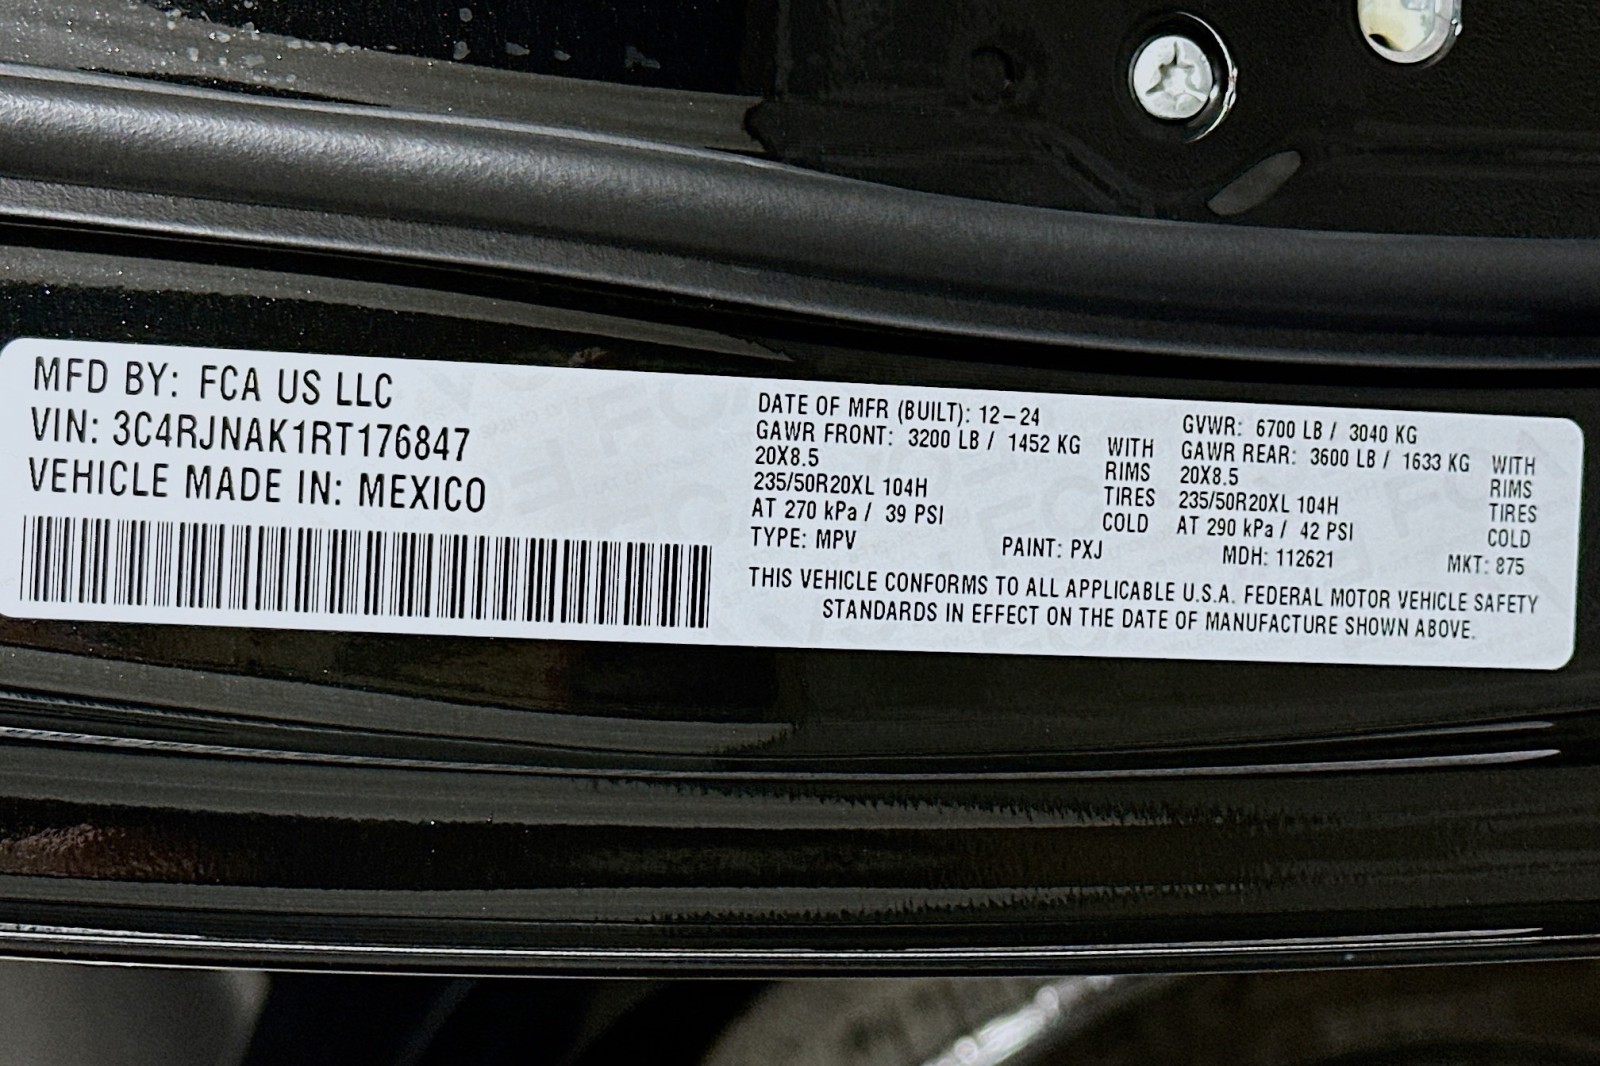 MFD BY: FCA US LLC
VIN: 3C4RJNAK1RT176847
VEHICLE MADE IN: MEXICO
DATE OF MFR (BUILT): 12-24
GAWR FRONT: 3200 LB / 1452 KG WITH
20X8.5 RIMS
235/50R20XL 104H TIRES
AT 270 kPa / 39 PSI COLD
GVWR: 6700 LB / 3040 KG
GAWR REAR: 3600 LB / 1633 KG WITH
20X8.5 RIMS
235/50R20XL 104H TIRES
AT 290 kPa / 42 PSI COLD
TYPE: MPV PAINT: PXJ MDH: 112621 MKT: 875
THIS VEHICLE CONFORMS TO ALL APPLICABLE U.S.A. FEDERAL MOTOR VEHICLE SAFETY
STANDARDS IN EFFECT ON THE DATE OF MANUFACTURE SHOWN ABOVE.